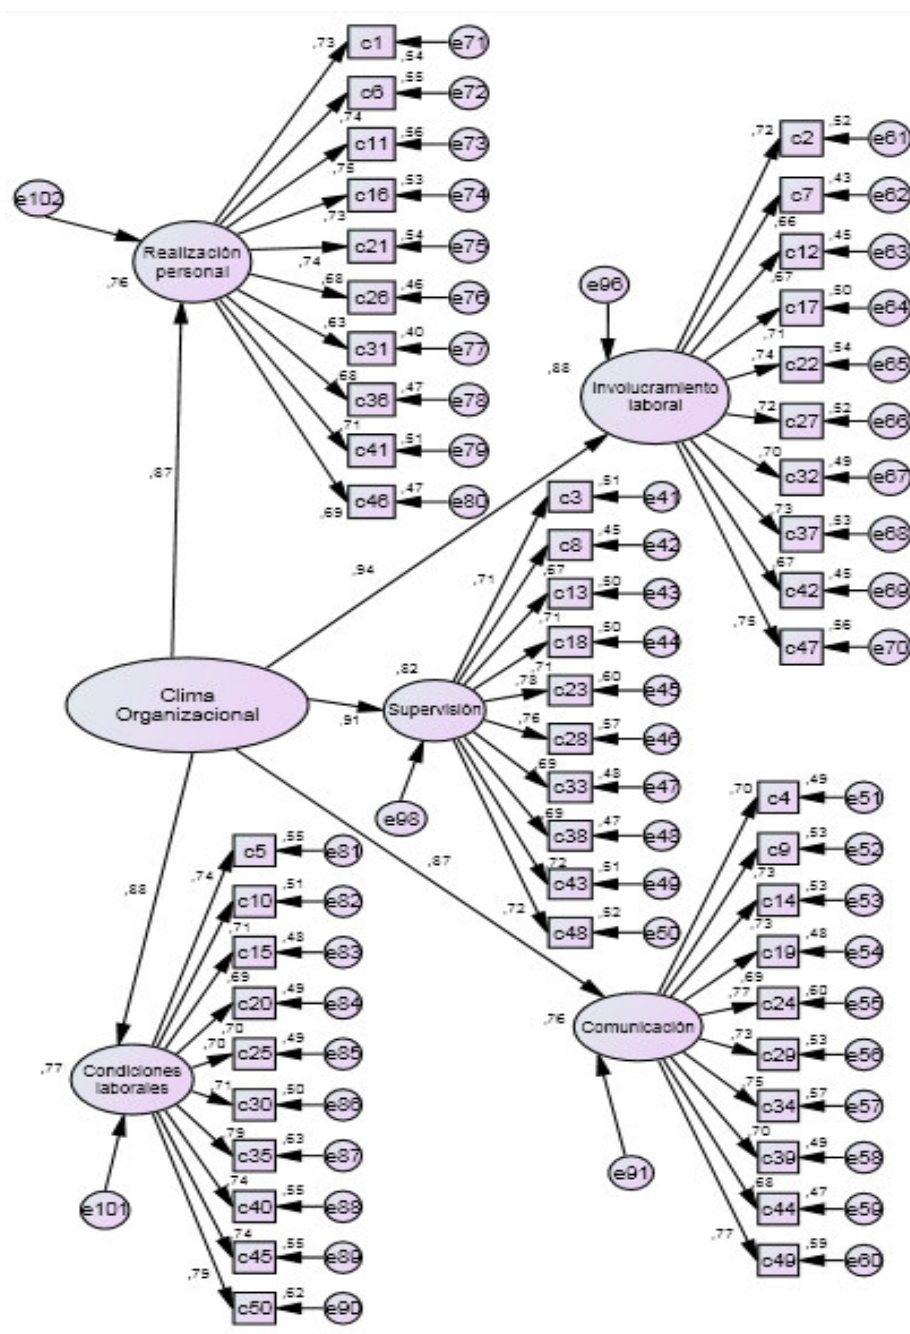 ,73
c1
e71
,54
,55
c6
e72
,74
,56
c11
e73
,75
,53
c16
e74
,73
,54
c21
e75
,74
,46
c26
e76
,68
,40
c31
e77
,63
,47
c36
e78
,68
,51
c41
e79
,71
,47
c46
e80
,69
e102
Realización
personal
,76
,87
,72
c2
,52
e61
,43
c7
e62
,66
,45
c12
e63
,67
,50
c17
e64
,71
,54
c22
e65
,74
,52
c27
e66
,72
,49
c32
e67
,70
,53
c37
e68
,73
,45
c42
e69
,67
,56
c47
e70
,75
e96
,88
Involucramiento
laboral
,94
,51
c3
e41
,71
,45
c8
e42
,67
,50
c13
e43
,71
,50
c18
e44
,71
,60
c23
e45
,78
,57
c28
e46
,76
,48
c33
e47
,69
,47
c38
e48
,69
,51
c43
e49
,72
,52
c48
e50
,72
,82
Supervisión
,91
e98
Clima
Organizacional
,88
,87
,55
c5
e81
,74
,51
c10
e82
,71
,48
c15
e83
,69
,49
c20
e84
,70
,49
c25
e85
,70
,50
c30
e86
,71
,63
c35
e87
,79
,55
c40
e88
,74
,55
c45
e89
,74
,62
c50
e90
,79
,77
Condiciones
laborales
e101
,70
,49
c4
e51
,53
c9
e52
,73
,53
c14
e53
,73
,48
c19
e54
,69
,60
c24
e55
,77
,53
c29
e56
,73
,57
c34
e57
,75
,49
c39
e58
,70
,47
c44
e59
,68
,59
c49
e60
,77
,76
Comunicación
e91